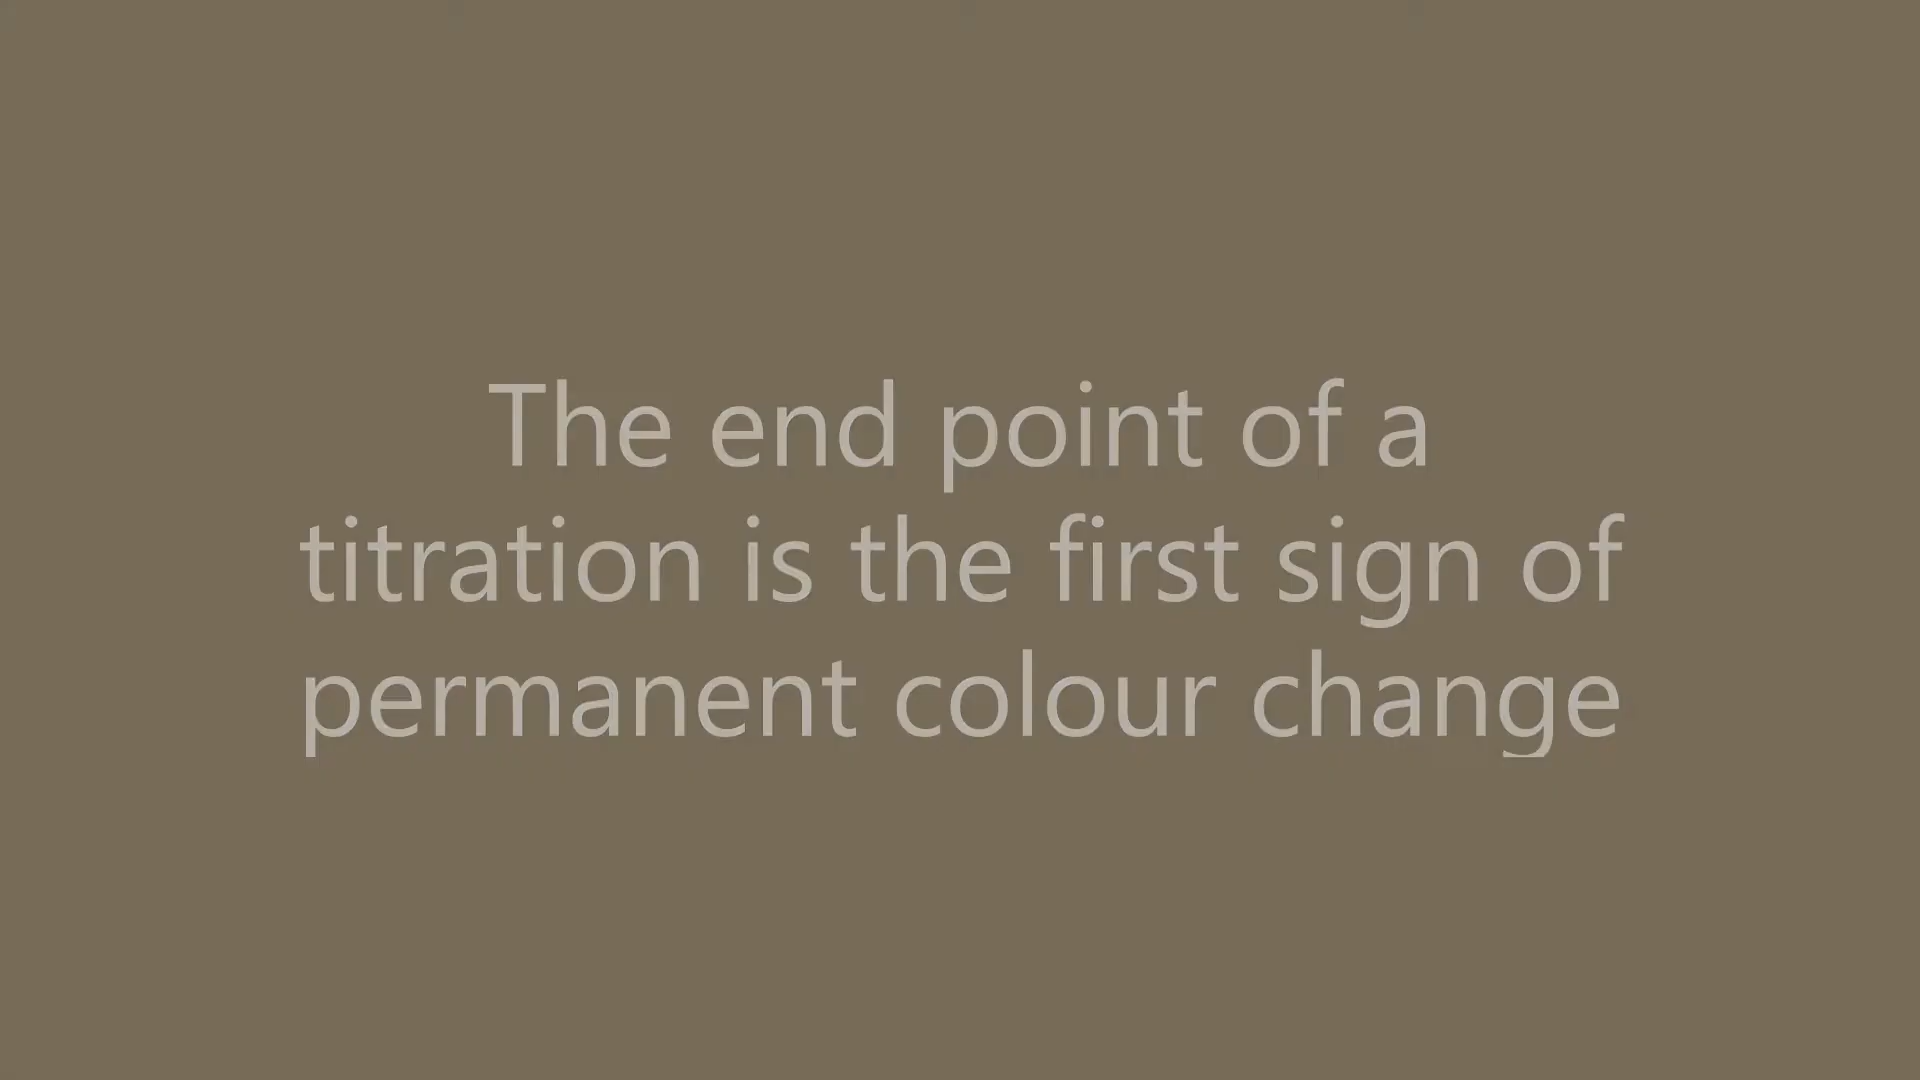 The end point of a
titration is the first sign of
permanent colour change